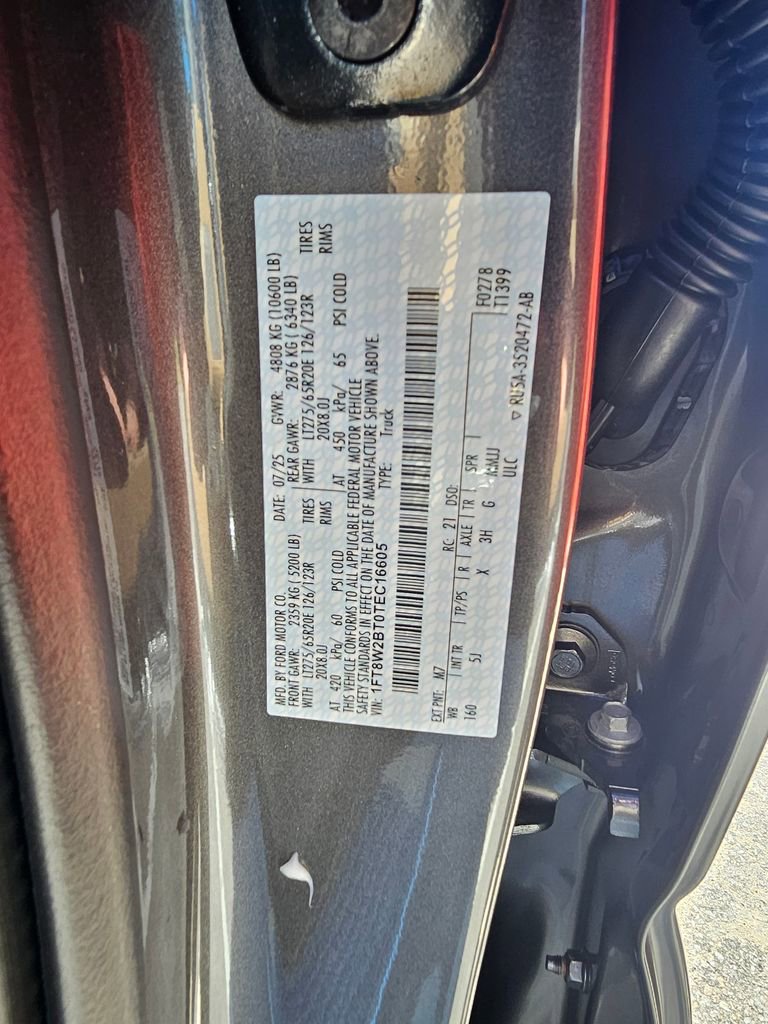 MFD. BY FORD MOTOR CO. DATE: 07/25 GVWR: 4808 KG (10600 LB)
FRONT GAWR: 2359 KG ( 5200 LB) REAR GAWR: 2876 KG ( 6340 LB)
WITH LT275/65R20E 126/123R TIRES WITH LT275/65R20E 126/123R TIRES
20X8.0J RIMS 20X8.0J RIMS
AT 420 kPa/ 60 PSI COLD AT 450 kPa/ 65 PSI COLD
THIS VEHICLE CONFORMS TO ALL APPLICABLE FEDERAL MOTOR VEHICLE
SAFETY STANDARDS IN EFFECT ON THE DATE OF MANUFACTURE SHOWN ABOVE.
VIN: 1FT8W2BT0TEC16605 TYPE: Truck
EXT PNT: M7 RC: 21 DSO: F0278
WB INT TR TP/PS R AXLE TR SPR T1399
160 5J X 3H G KMJJ
ULC
▽ RU5A-3520472-AB